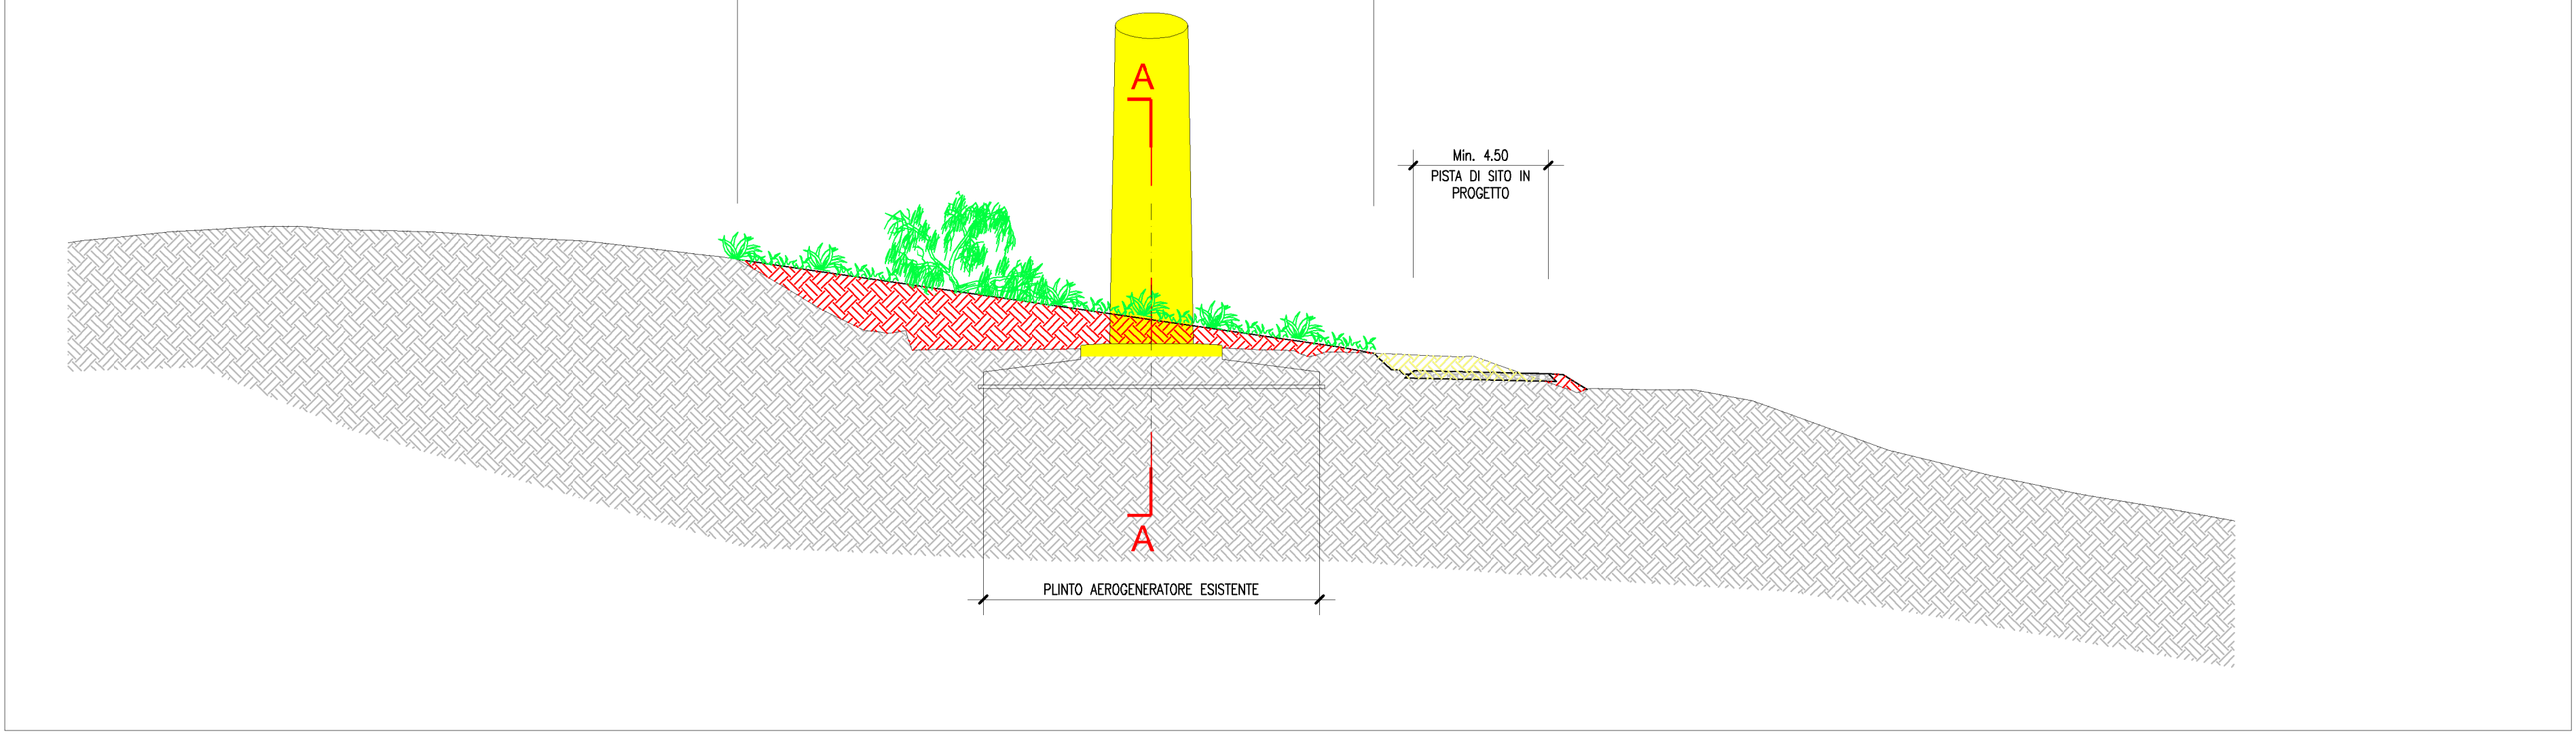 A
Min. 4.50
PISTA DI SITO IN
PROGETTO
A
PLINTO AEROGENERATORE ESISTENTE